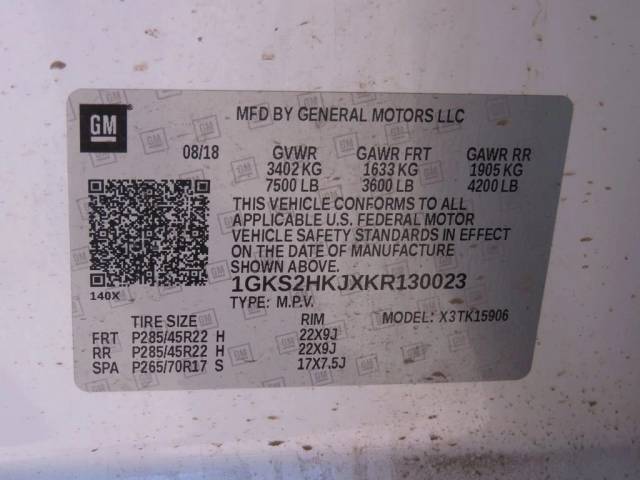 GM
MFD BY GENERAL MOTORS LLC
08/18 GVWR GAWR FRT GAWR RR
3402 KG 1633 KG 1905 KG
7500 LB 3600 LB 4200 LB
THIS VEHICLE CONFORMS TO ALL
APPLICABLE U.S. FEDERAL MOTOR
VEHICLE SAFETY STANDARDS IN EFFECT
ON THE DATE OF MANUFACTURE
SHOWN ABOVE.
140X 1GKS2HKJXKR130023
TYPE: M.P.V. MODEL: X3TK15906
TIRE SIZE RIM
FRT P285/45R22 H 22X9J
RR P285/45R22 H 22X9J
SPA P265/70R17 S 17X7.5J